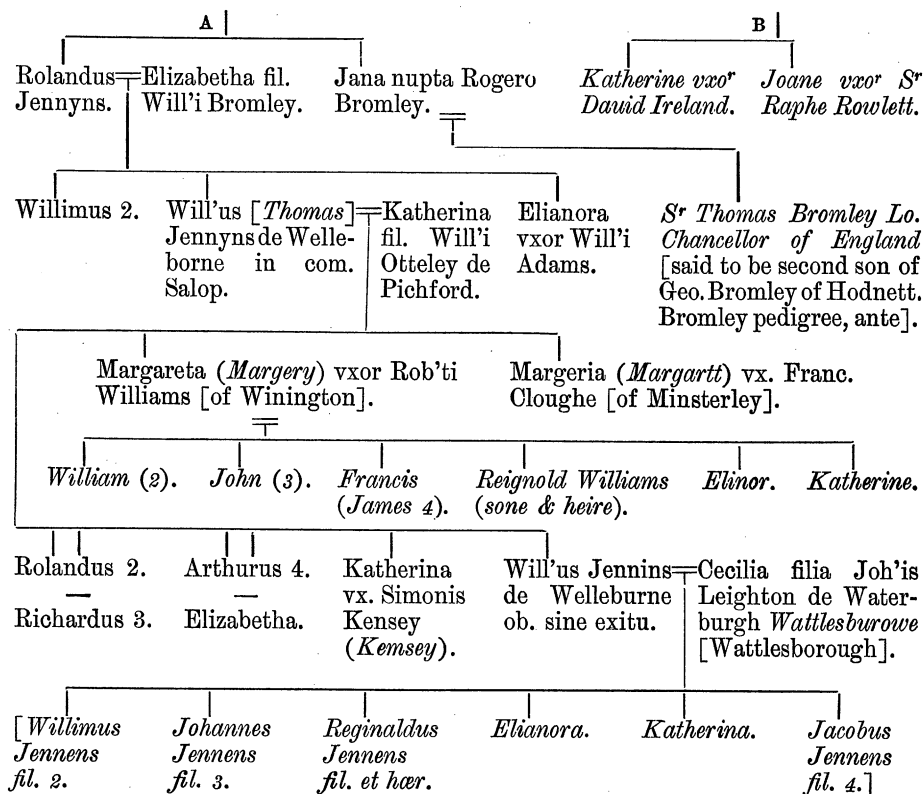 A
B
Rolandus
Jennyns.
Elizabetha fil.
Will'i Bromley.
Jana nupta Rogero
Bromley.
Katherine vxor
Dauid Ireland.
Joane vxor Sr
Raphe Rowlett.
Willimus 2.
Will'us [Thomas]
Jennyns de Welle-
borne in com.
Salop.
Katherina
fil. Will'i
Otteley de
Pichford.
Elianora
vxor Will'i
Adams.
Sr Thomas Bromley Lo.
Chancellor of England
[said to be second son of
Geo. Bromley of Hodnett.
Bromley pedigree, ante].
Margareta (Margery) vxor Rob'ti
Williams [of Winington].
Margeria (Margartt) vx. Franc.
Cloughe [of Minsterley].
William (2).
John (3).
Francis
(James 4).
Reignold Williams
(sone & heire).
Elinor.
Katherine.
Rolandus 2.
Richardus 3.
Arthurus 4.
Elizabetha.
Katherina
vx. Simonis
Kensey
(Kemsey).
Will'us Jennins
de Welleburne
ob. sine exitu.
Cecilia filia Joh'is
Leighton de Water-
burgh Wattlesburowe
[Wattlesborough].
[Willimus
Jennens
fil. 2.
Johannes
Jennens
fil. 3.
Reginaldus
Jennens
fil. et hær.
Elianora.
Katherina.
Jacobus
Jennens
fil. 4.]